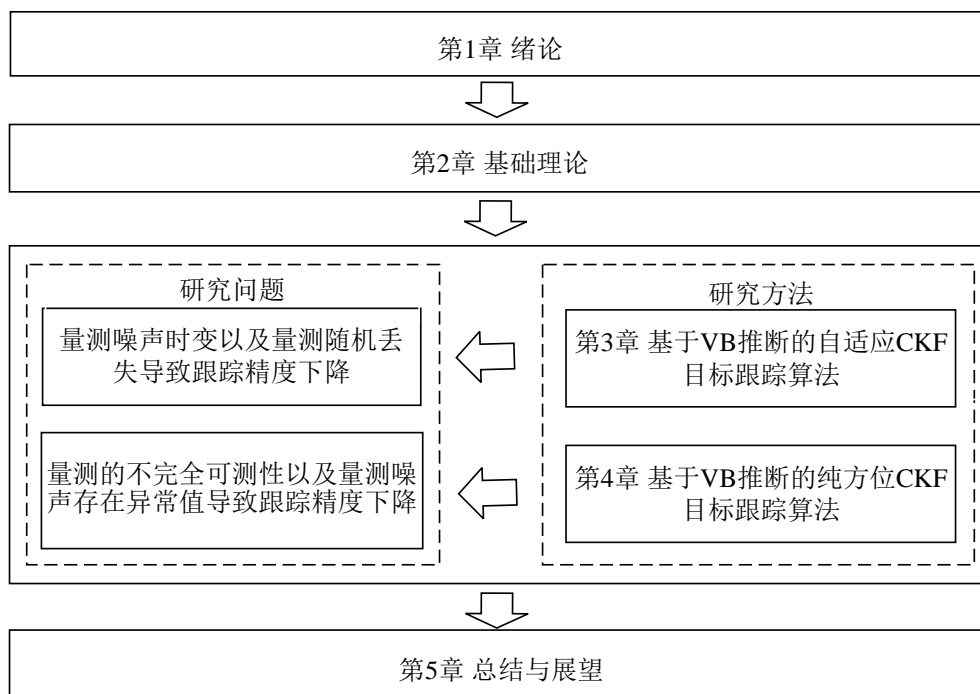 第1章 绪论
第2章 基础理论
研究问题
量测噪声时变以及量测随机丢
失导致跟踪精度下降
量测的不完全可测性以及量测噪
声存在异常值导致跟踪精度下降
研究方法
第3章 基于VB推断的自适应CKF
目标跟踪算法
第4章 基于VB推断的纯方位CKF
目标跟踪算法
第5章 总结与展望